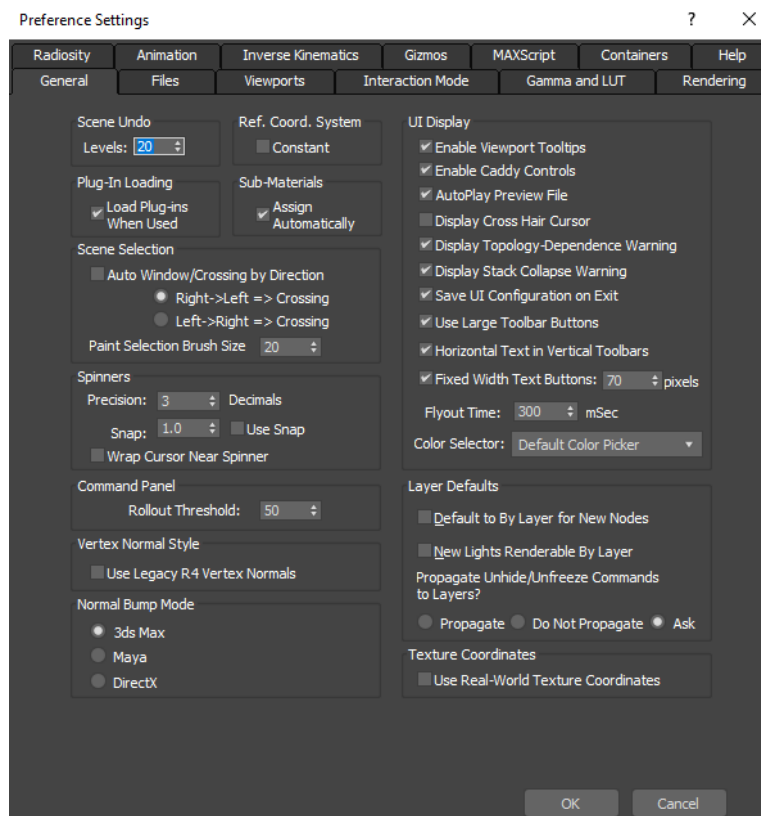 Preference Settings ?
Radiosity Animation Inverse Kinematics Gizmos MAXScript Containers Help
General Files Viewports Interaction Mode Gamma and LUT Rendering
Scene Undo
Levels: 20
Ref. Coord. System
Constant
Plug-In Loading
Load Plug-ins
When Used
Sub-Materials
Assign
Automatically
Scene Selection
Auto Window/Crossing by Direction
Right->Left => Crossing
Left->Right => Crossing
Paint Selection Brush Size 20
Spinners
Precision: 3 Decimals
Snap: 1.0 Use Snap
Wrap Cursor Near Spinner
Command Panel
Rollout Threshold: 50
Vertex Normal Style
Use Legacy R4 Vertex Normals
Normal Bump Mode
3ds Max
Maya
DirectX
UI Display
Enable Viewport Tooltips
Enable Caddy Controls
AutoPlay Preview File
Display Cross Hair Cursor
Display Topology-Dependence Warning
Display Stack Collapse Warning
Save UI Configuration on Exit
Use Large Toolbar Buttons
Horizontal Text in Vertical Toolbars
Fixed Width Text Buttons: 70 pixels
Flyout Time: 300 mSec
Color Selector: Default Color Picker
Layer Defaults
Default to By Layer for New Nodes
New Lights Renderable By Layer
Propagate Unhide/Unfreeze Commands
to Layers?
Propagate Do Not Propagate Ask
Texture Coordinates
Use Real-World Texture Coordinates
OK Cancel